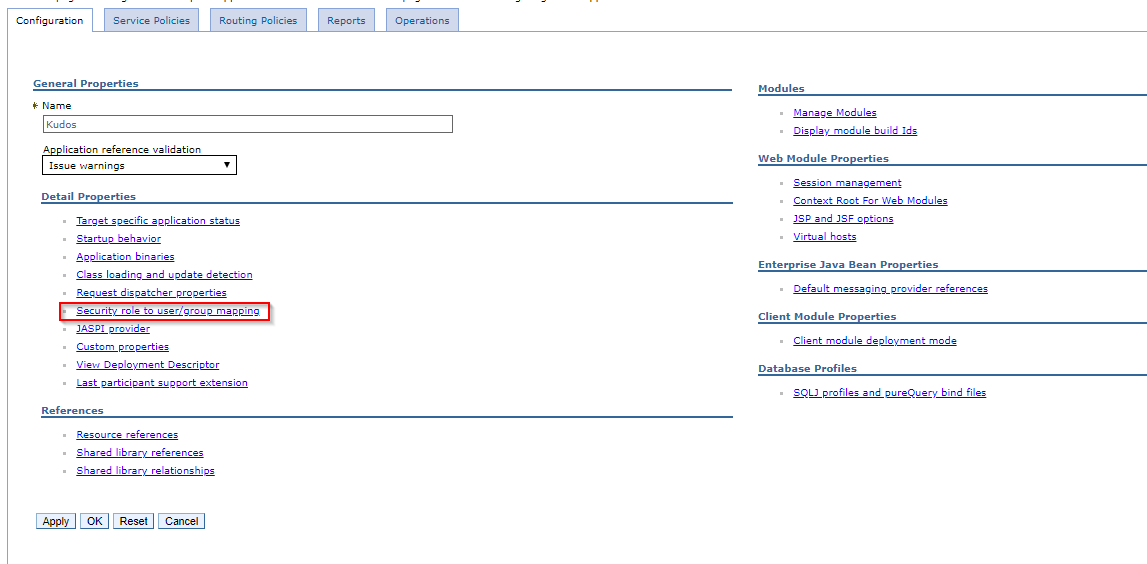 Configuration
Service Policies
Routing Policies
Reports
Operations
General Properties
* Name
Kudos
Application reference validation
Issue warnings
Detail Properties
Target specific application status
Startup behavior
Application binaries
Class loading and update detection
Request dispatcher properties
Security role to user/group mapping
JASPI provider
Custom properties
View Deployment Descriptor
Last participant support extension
References
Resource references
Shared library references
Shared library relationships
Apply
OK
Reset
Cancel
Modules
Manage Modules
Display module build Ids
Web Module Properties
Session management
Context Root For Web Modules
JSP and JSF options
Virtual hosts
Enterprise Java Bean Properties
Default messaging provider references
Client Module Properties
Client module deployment mode
Database Profiles
SQLJ profiles and pureQuery bind files